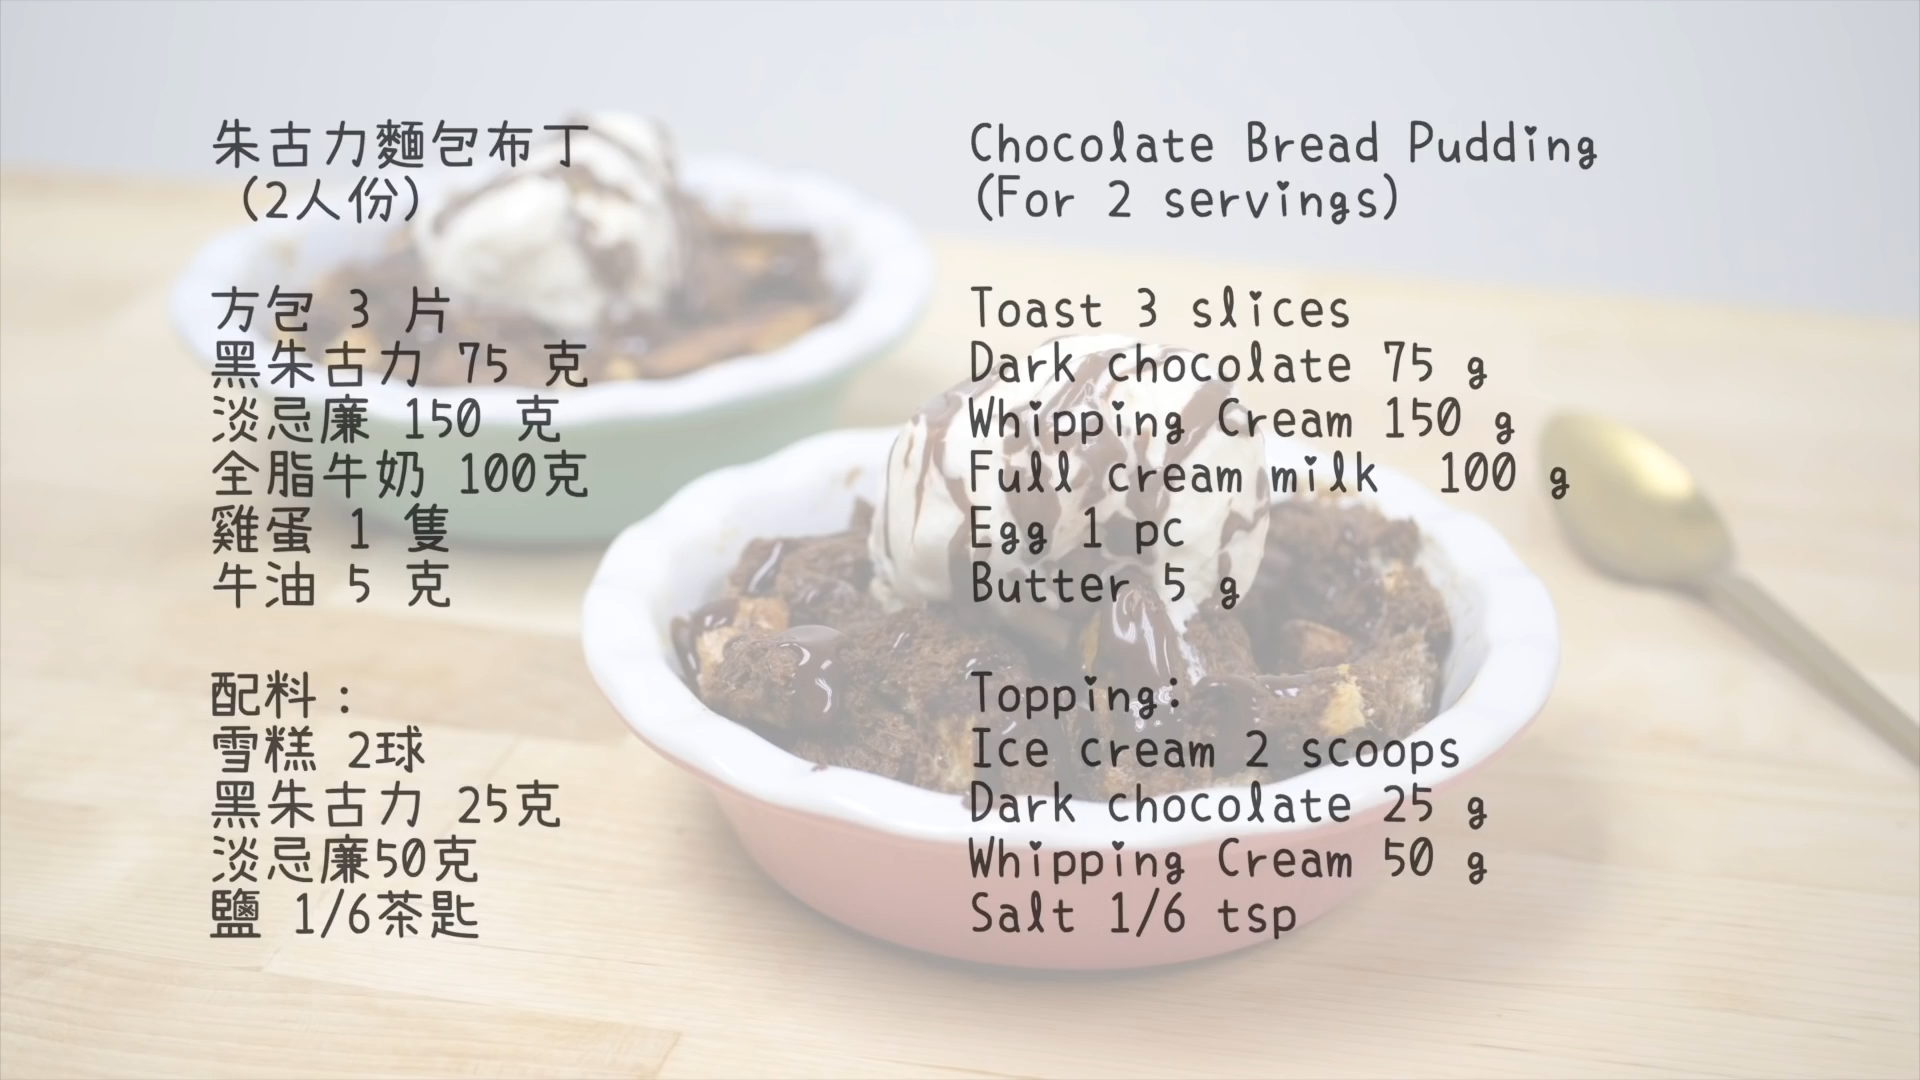 朱古力麵包布丁
（2人份）
方包 3 片
黑朱古力 75 克
淡忌廉 150 克
全脂牛奶 100克
雞蛋 1 隻
牛油 5 克
配料：
雪糕 2球
黑朱古力 25克
淡忌廉50克
鹽 1/6茶匙
Chocolate Bread Pudding
(For 2 servings)
Toast 3 slices
Dark chocolate 75 g
Whipping Cream 150 g
Full cream milk  100 g
Egg 1 pc
Butter 5 g
Topping:
Ice cream 2 scoops
Dark chocolate 25 g
Whipping Cream 50 g
Salt 1/6 tsp